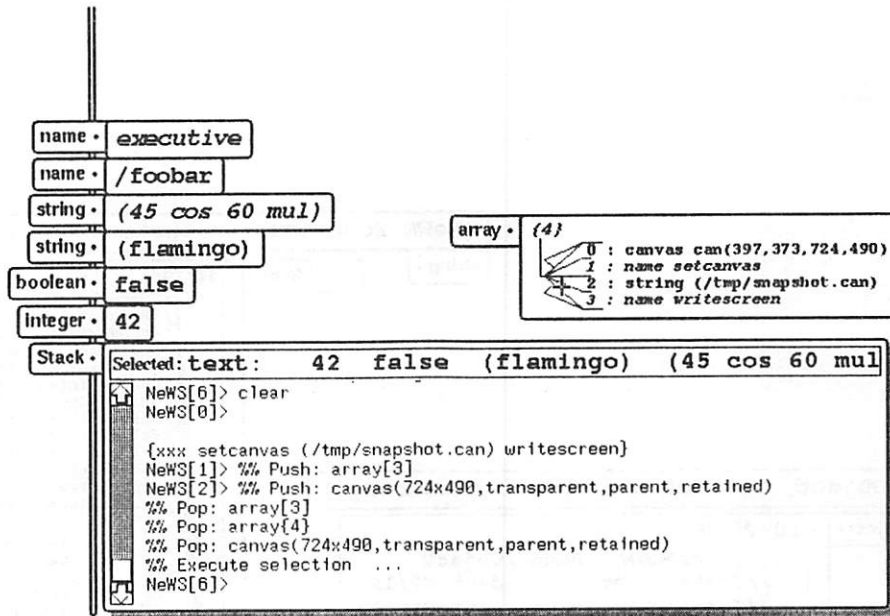 name • executive
name • /foobar
string • (45 cos 60 mul)
string • (flamingo)
boolean • false
integer • 42
array • {4}
0 : canvas can(397,373,724,490)
1 : name setcanvas
2 : string (/tmp/snapshot.can)
3 : name writescreen
Stack •
Selected: text: 42 false (flamingo) (45 cos 60 mul
NeWS[6]> clear
NeWS[0]>
{xxx setcanvas (/tmp/snapshot.can) writescreen}
NeWS[1]> %% Push: array[3]
NeWS[2]> %% Push: canvas(724x490,transparent,parent,retained)
%% Pop: array[3]
%% Pop: array{4}
%% Pop: canvas(724x490,transparent,parent,retained)
%% Execute selection ...
NeWS[6]>